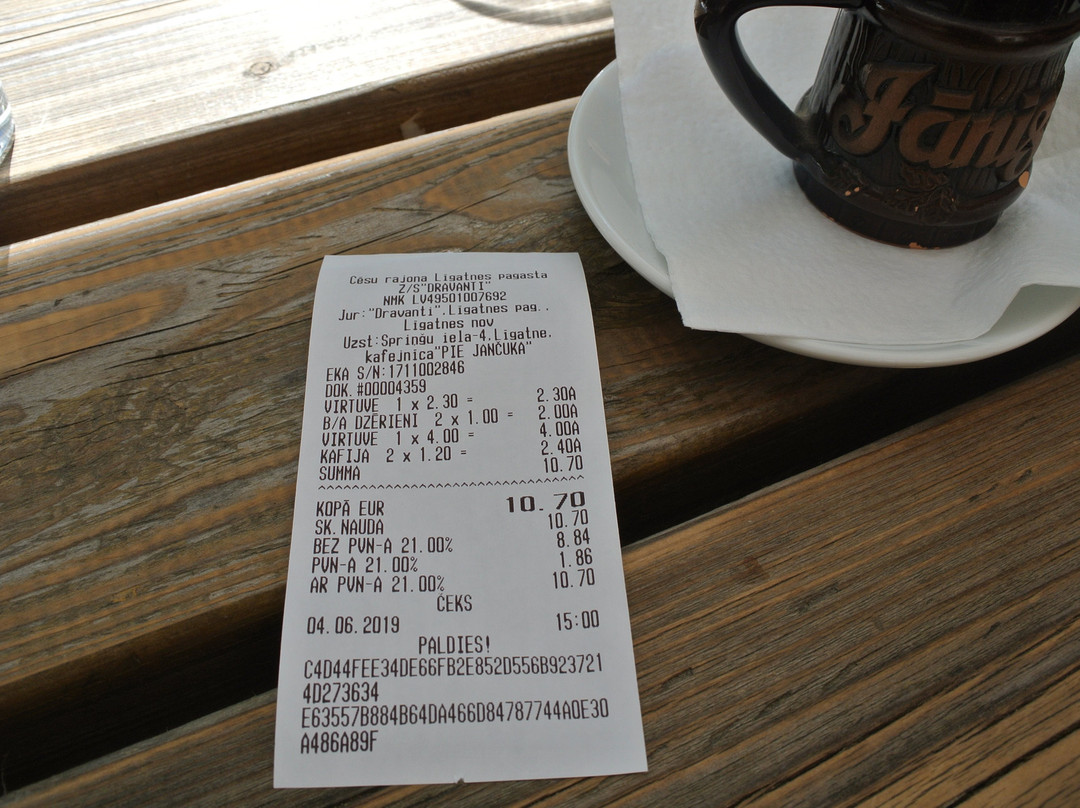 Jānis
Cēsu rajona Līgatnes pagasta
Z/S"DRAVANTI"
NMK LV49501007692
Jur:"Dravanti".Līgatnes pag..
Līgatnes nov
Uzst:Spriņģu iela-4.Līgatne.
kafejnīca"PIE JANČUKA"
EKA S/N:1711002846
DOK.#00004359
VIRTUVE 1 x 2.30 = 2.30A
B/A DZĒRIENI 2 x 1.00 = 2.00A
VIRTUVE 1 x 4.00 = 4.00A
KAFIJA 2 x 1.20 = 2.40A
SUMMA 10.70
KOPĀ EUR 10.70
SK.NAUDA 10.70
BEZ PVN-A 21.00% 8.84
PVN-A 21.00% 1.86
AR PVN-A 21.00% 10.70
ČEKS
04.06.2019 15:00
PALDIES!
C4D44FEE34DE66FB2E852D556B923721
4D273634
E63557B884B64DA466D84787744A0E30
A486A89F